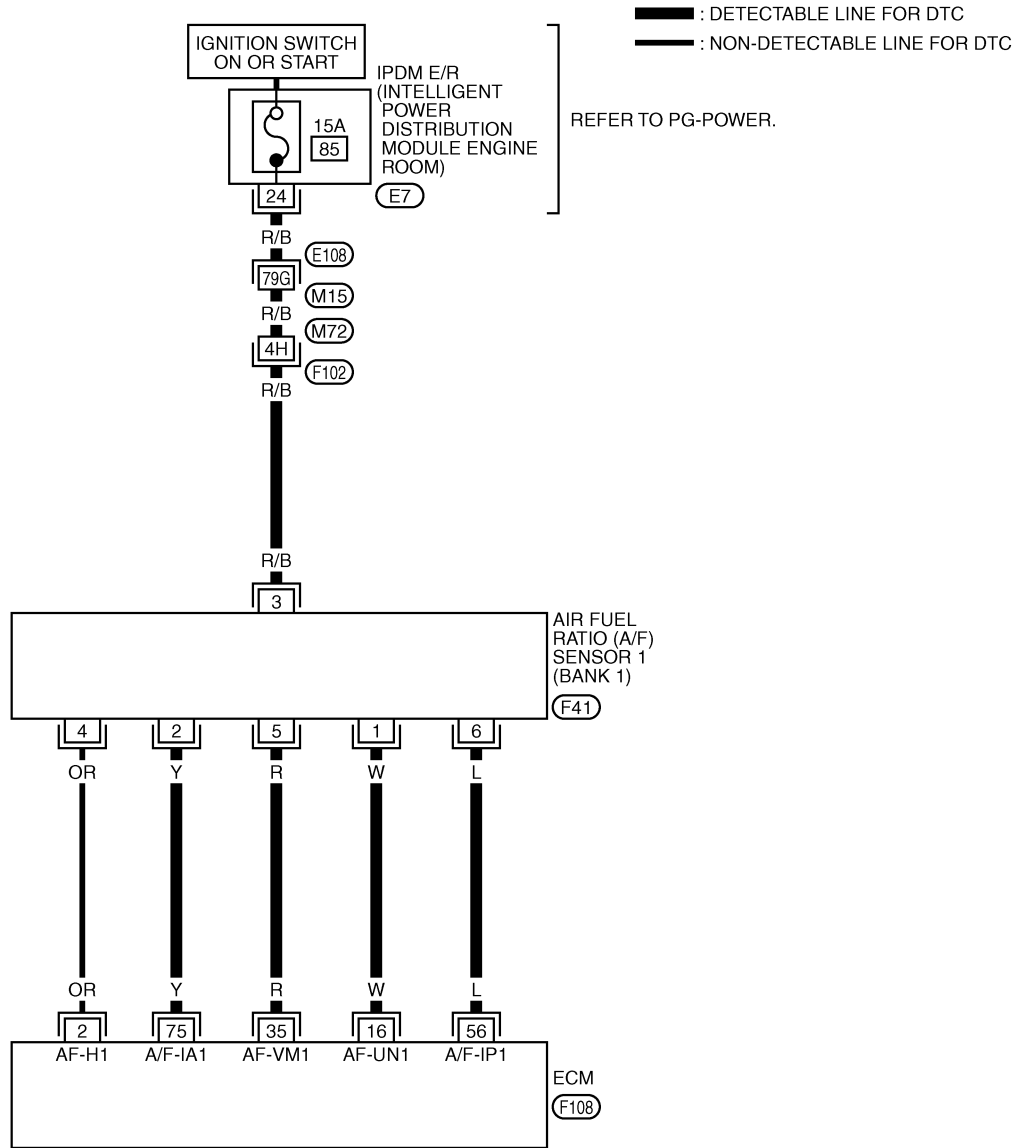 : DETECTABLE LINE FOR DTC
: NON-DETECTABLE LINE FOR DTC
IGNITION SWITCH
ON OR START
IPDM E/R
(INTELLIGENT
POWER
DISTRIBUTION
MODULE ENGINE
ROOM)
15A
85
REFER TO PG-POWER.
24
E7
R/B
E108
79G
M15
R/B
M72
4H
F102
R/B
R/B
3
AIR FUEL
RATIO (A/F)
SENSOR 1
(BANK 1)
F41
4 2 5 1 6
OR Y R W L
OR Y R W L
2 75 35 16 56
AF-H1 A/F-IA1 AF-VM1 AF-UN1 A/F-IP1
ECM
F108